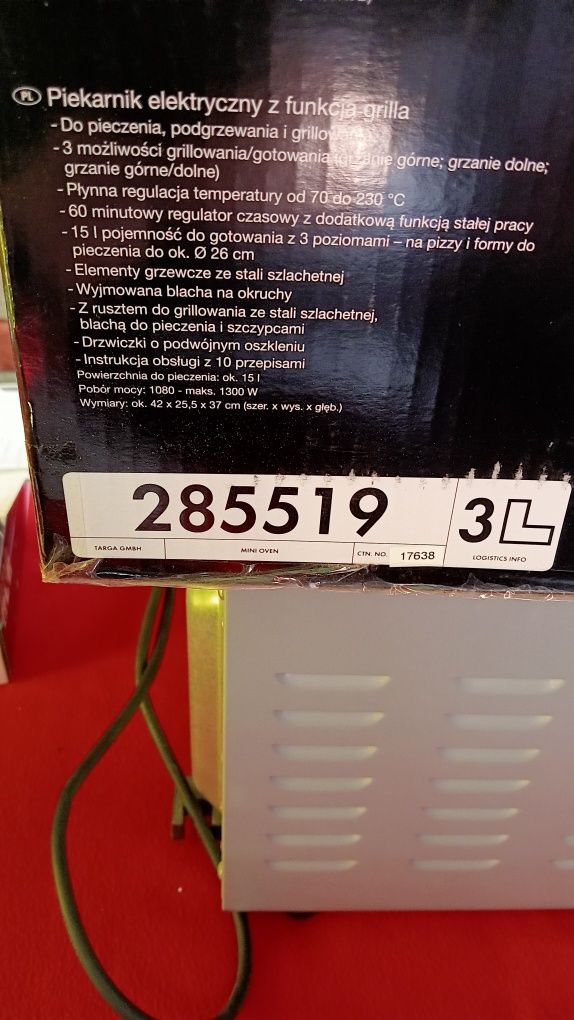 PL Piekarnik elektryczny z funkcją grilla
- Do pieczenia, podgrzewania i grillowania
- 3 możliwości grillowania/gotowania (grzanie górne; grzanie dolne;
grzanie górne/dolne)
- Płynna regulacja temperatury od 70 do 230 °C
- 60 minutowy regulator czasowy z dodatkową funkcją stałej pracy
- 15 l pojemność do gotowania z 3 poziomami – na pizzy i formy do
pieczenia do ok. Ø 26 cm
- Elementy grzewcze ze stali szlachetnej
- Wyjmowana blacha na okruchy
- Z rusztem do grillowania ze stali szlachetnej,
blachą do pieczenia i szczypcami
- Drzwiczki o podwójnym oszkleniu
- Instrukcja obsługi z 10 przepisami
Powierzchnia do pieczenia: ok. 15 l
Pobór mocy: 1080 - maks. 1300 W
Wymiary: ok. 42 x 25,5 x 37 cm (szer. x wys. x głęb.)
285519
3L
TARGA GMBH
MINI OVEN
CTN. NO. 17638
LOGISTICS INFO